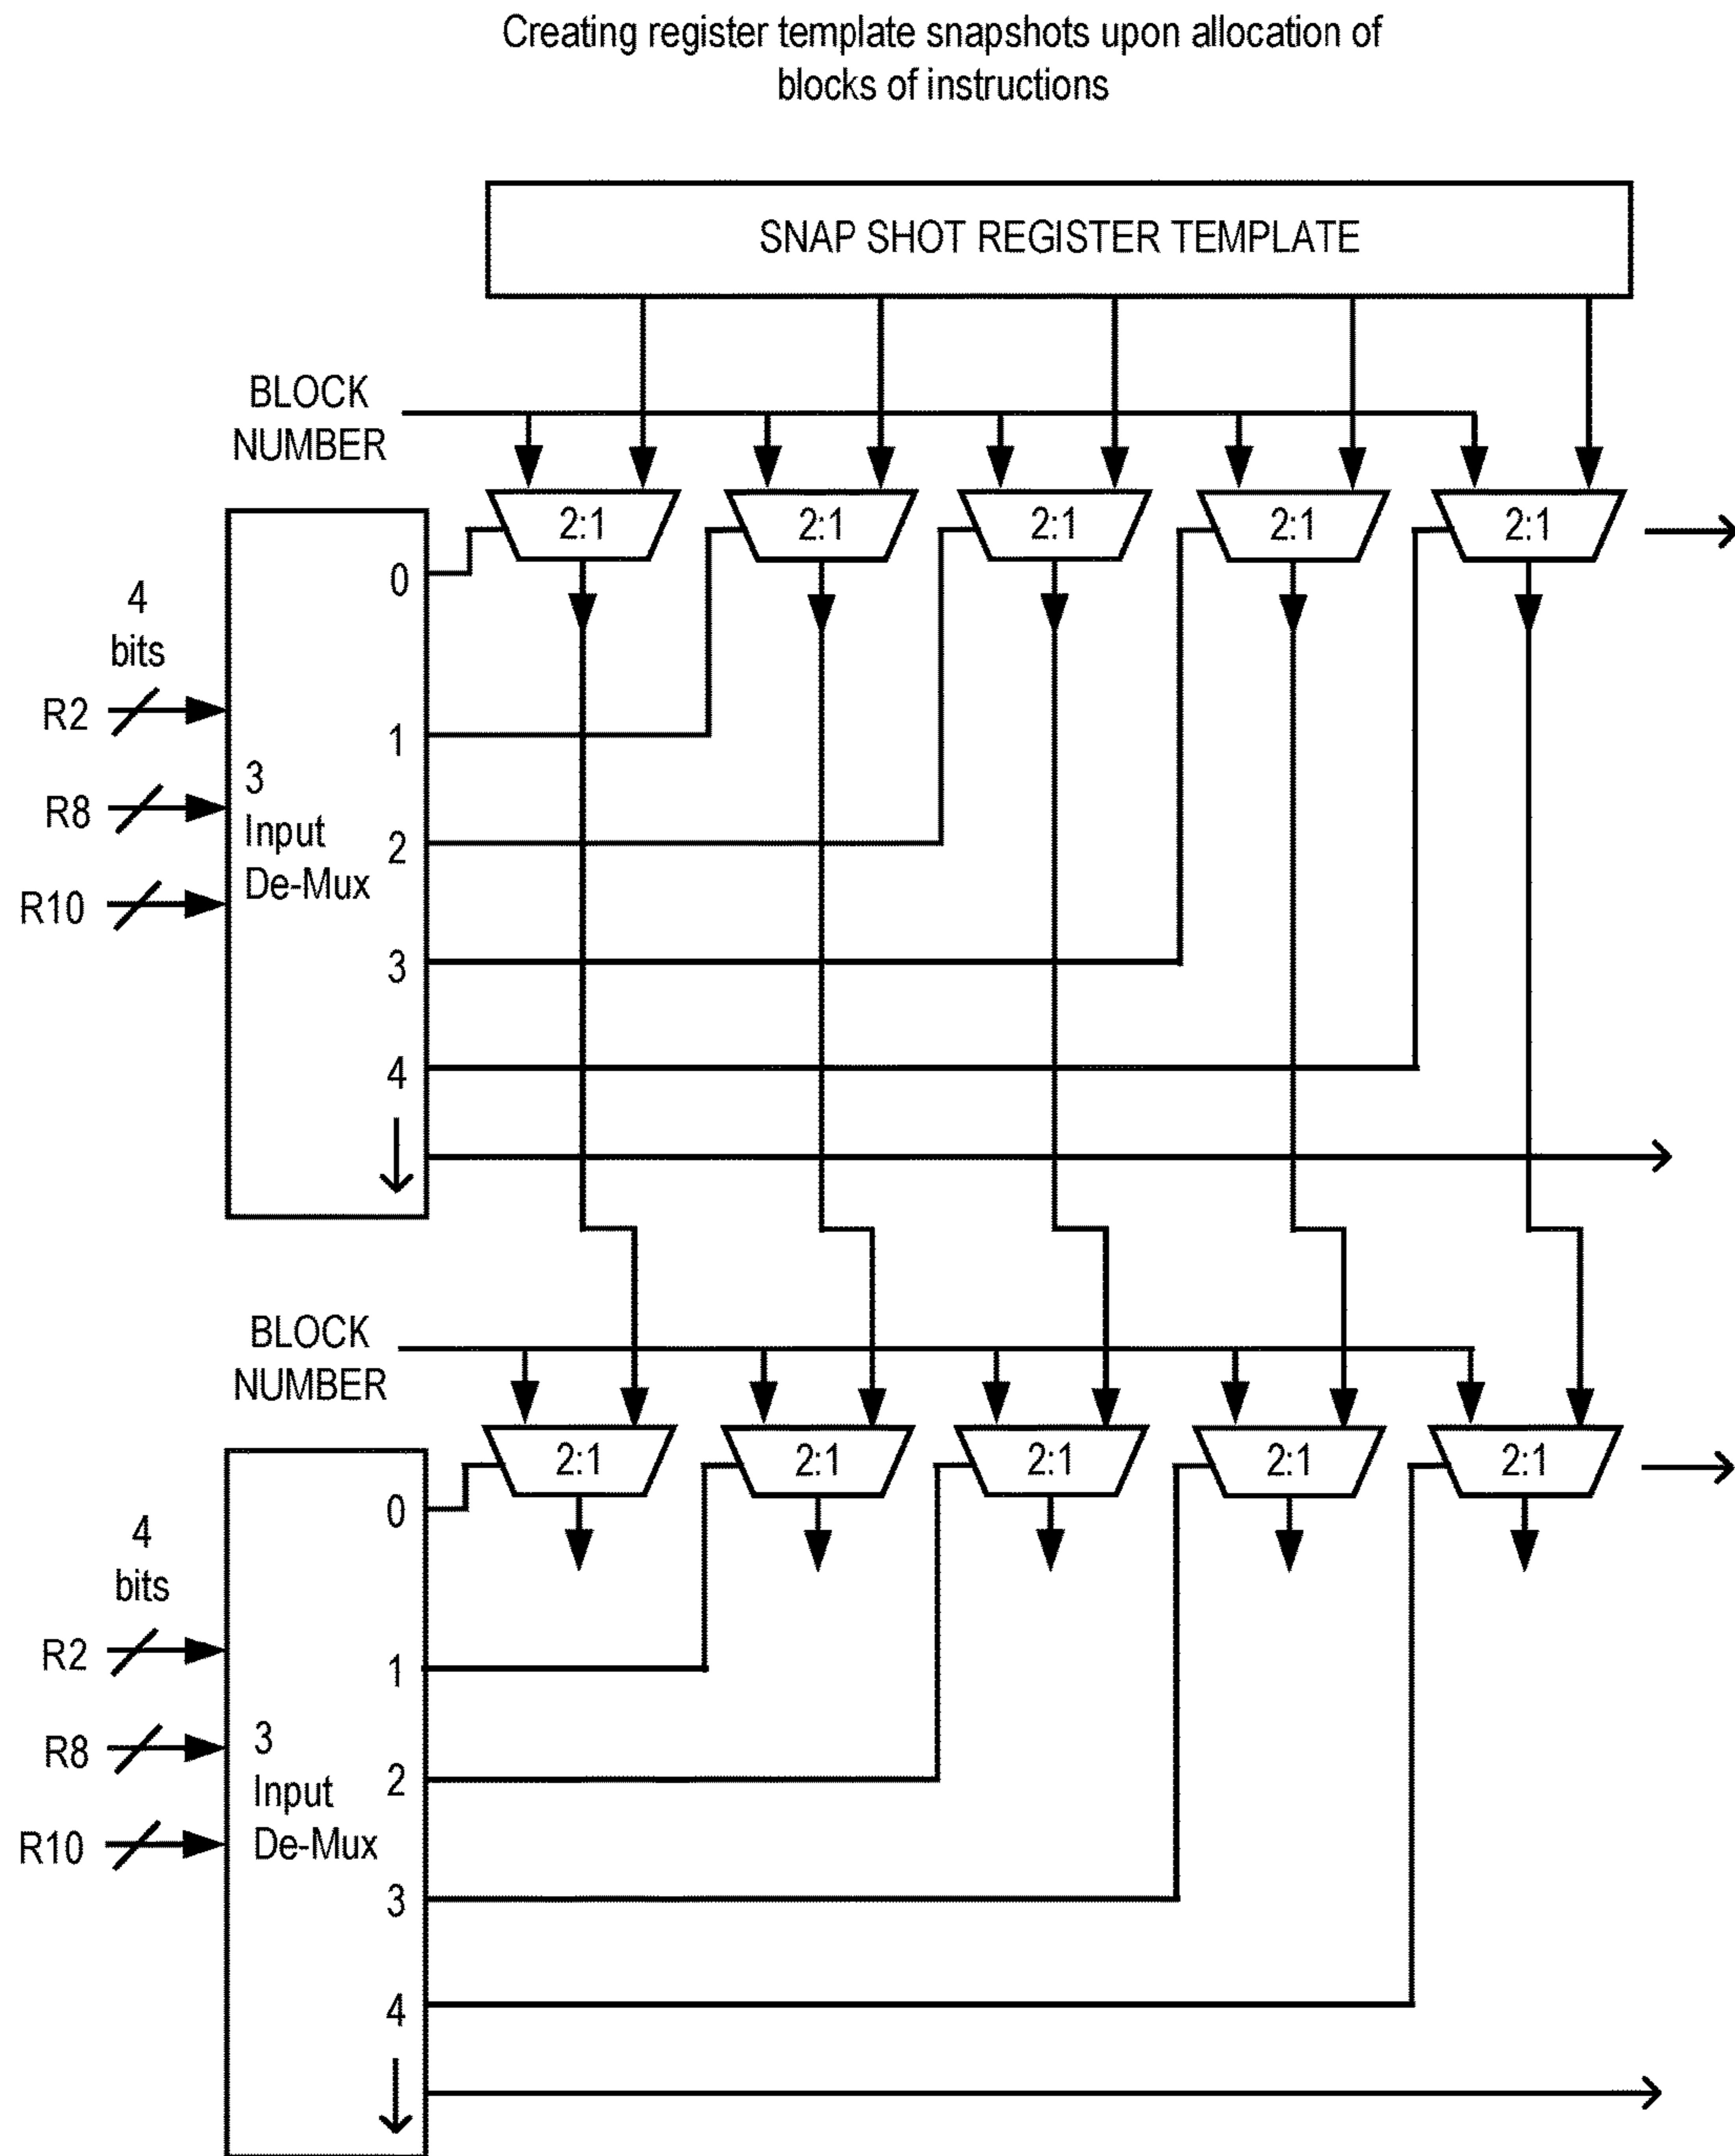 Creating register template snapshots upon allocation of
blocks of instructions
SNAP SHOT REGISTER TEMPLATE
BLOCK
NUMBER
2:1 2:1 2:1 2:1 2:1
0
4
bits
R2
1
3
R8
Input
2
De-Mux
R10
3
4
BLOCK
NUMBER
2:1 2:1 2:1 2:1 2:1
0
4
bits
R2
1
3
R8
Input
2
De-Mux
R10
3
4